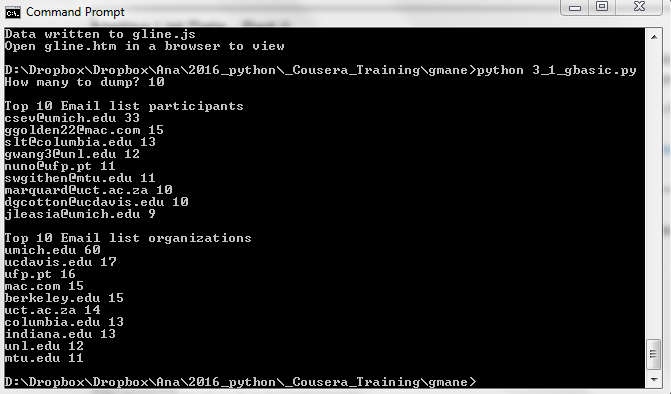 Command Prompt
Data written to gline.js
Open gline.htm in a browser to view
D:\Dropbox\Dropbox\Ana\2016_python\_Cousera_Training\gmane>python 3_1_gbasic.py
How many to dump? 10
Top 10 Email list participants
csev@umich.edu 33
ggolden22@mac.com 15
slt@columbia.edu 13
gwang3@unl.edu 12
nuno@ufp.pt 11
swgithen@mtu.edu 11
marquard@uct.ac.za 10
dgcotton@ucdavis.edu 10
jleasia@umich.edu 9
Top 10 Email list organizations
umich.edu 60
ucdavis.edu 17
ufp.pt 16
mac.com 15
berkeley.edu 15
uct.ac.za 14
columbia.edu 13
indiana.edu 13
unl.edu 12
mtu.edu 11
D:\Dropbox\Dropbox\Ana\2016_python\_Cousera_Training\gmane>